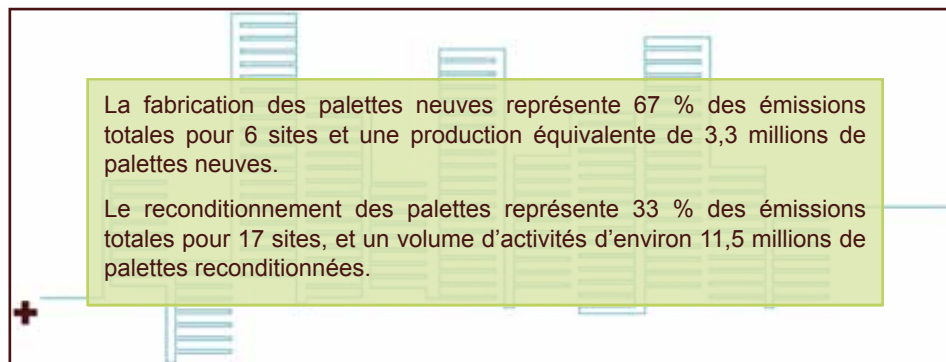 La fabrication des palettes neuves représente 67 % des émissions
totales pour 6 sites et une production équivalente de 3,3 millions de
palettes neuves.
Le reconditionnement des palettes représente 33 % des émissions
totales pour 17 sites, et un volume d’activités d’environ 11,5 millions de
palettes reconditionnées.